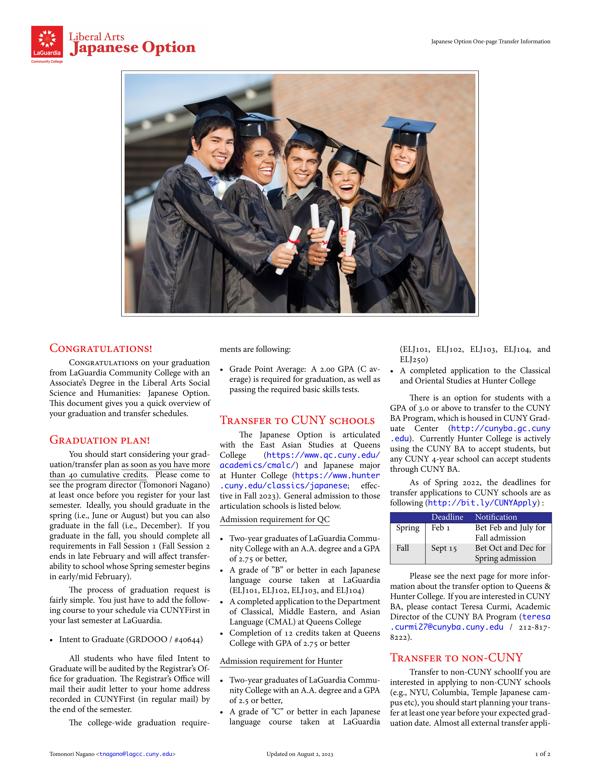 LaGuardia
Community College
Liberal Arts
Japanese Option
Japanese Option One-page Transfer Information
Congratulations!
Congratulations on your graduation
from LaGuardia Community College with an
Associate's Degree in the Liberal Arts Social
Science and Humanities: Japanese Option.
This document gives you a quick overview of
your graduation and transfer schedules.
Graduation plan!
You should start considering your grad-
uation/transfer plan as soon as you have more
than 40 cumulative credits. Please come to
see the program director (Tomonori Nagano)
at least once before you register for your last
semester. Ideally, you should graduate in the
spring (i.e., June or August) but you can also
graduate in the fall (i.e., December). If you
graduate in the fall, you should complete all
requirements in Fall Session 1 (Fall Session 2
ends in late February and will affect transfer-
ability to school whose Spring semester begins
in early/mid February).
The process of graduation request is
fairly simple. You just have to add the follow-
ing course to your schedule via CUNYFirst in
your last semester at LaGuardia.
• Intent to Graduate (GRDOOO / #40644)
All students who have filed Intent to
Graduate will be audited by the Registrar's Of-
fice for graduation. The Registrar's Office will
mail their audit letter to your home address
recorded in CUNYFirst (in regular mail) by
the end of the semester.
The college-wide graduation require-
ments are following:
• Grade Point Average: A 2.00 GPA (C av-
erage) is required for graduation, as well as
passing the required basic skills tests.
Transfer to CUNY schools
The Japanese Option is articulated
with the East Asian Studies at Queens
College (https://www.qc.cuny.edu/
academics/cmalc/) and Japanese major
at Hunter College (https://www.hunter
.cuny.edu/classics/japanese; effec-
tive in Fall 2023). General admission to those
articulation schools is listed below.
Admission requirement for QC
• Two-year graduates of LaGuardia Commu-
nity College with an A.A. degree and a GPA
of 2.75 or better,
• A grade of "B" or better in each Japanese
language course taken at LaGuardia
(ELJ101, ELJ102, ELJ103, and ELJ104)
• A completed application to the Department
of Classical, Middle Eastern, and Asian
Language (CMAL) at Queens College
• Completion of 12 credits taken at Queens
College with GPA of 2.75 or better
Admission requirement for Hunter
• Two-year graduates of LaGuardia Commu-
nity College with an A.A. degree and a GPA
of 2.5 or better,
• A grade of "C" or better in each Japanese
language course taken at LaGuardia
(ELJ101, ELJ102, ELJ103, ELJ104, and
ELJ250)
• A completed application to the Classical
and Oriental Studies at Hunter College
There is an option for students with a
GPA of 3.0 or above to transfer to the CUNY
BA Program, which is housed in CUNY Grad-
uate Center (http://cunyba.gc.cuny
.edu). Currently Hunter College is actively
using the CUNY BA to accept students, but
any CUNY 4-year school can accept students
through CUNY BA.
As of Spring 2022, the deadlines for
transfer applications to CUNY schools are as
following (http://bit.ly/CUNYApply):
Deadline Notification
Spring Feb 1 Bet Feb and July for
Fall admission
Fall Sept 15 Bet Oct and Dec for
Spring admission
Please see the next page for more infor-
mation about the transfer option to Queens &
Hunter College. If you are interested in CUNY
BA, please contact Teresa Curmi, Academic
Director of the CUNY BA Program (teresa
.curmi27@cunyba.cuny.edu / 212-817-
8222).
Transfer to non-CUNY
Transfer to non-CUNY schoolIf you are
interested in applying to non-CUNY schools
(e.g., NYU, Columbia, Temple Japanese cam-
pus etc), you should start planning your trans-
fer at least one year before your expected grad-
uation date. Almost all external transfer appli-
Tomonori Nagano <tnagano@lagcc.cuny.edu>
Updated on August 2, 2023
1 of 2